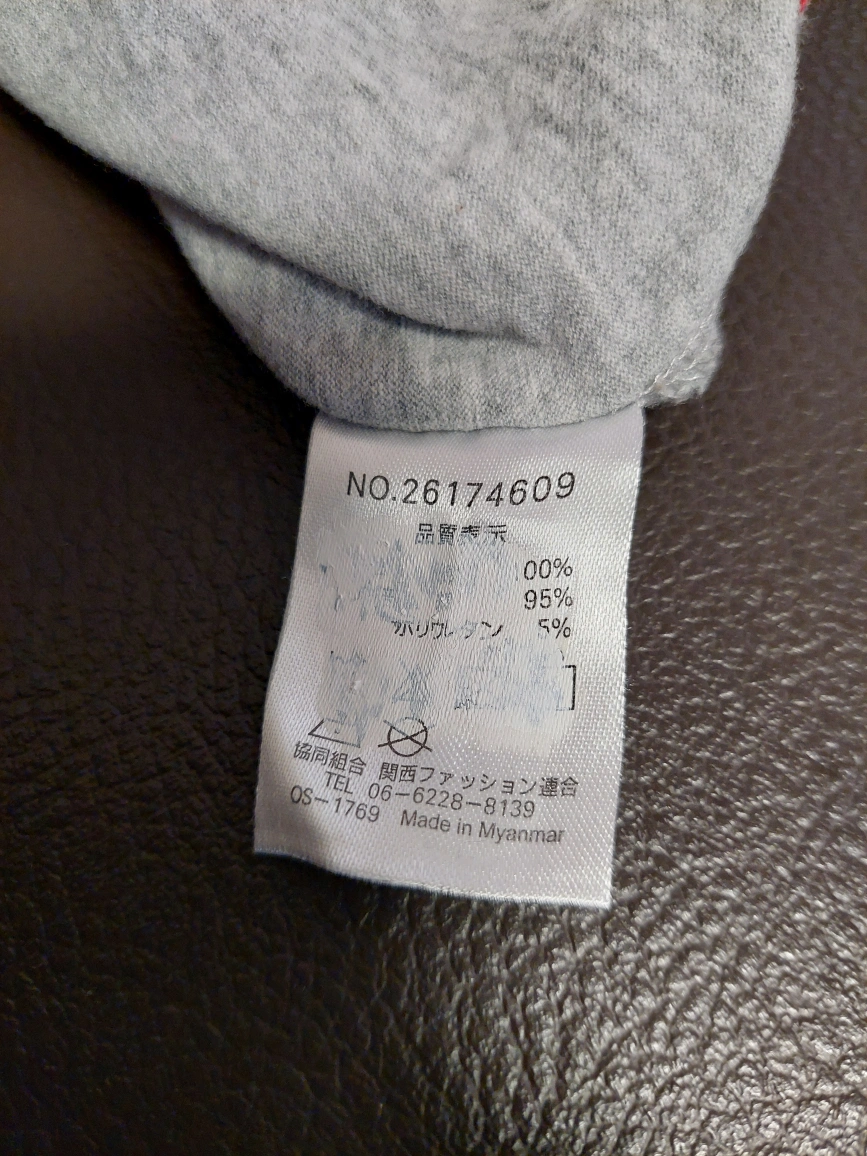 NO.26174609
品質表示
00%
95%
ポリウレタン 5%
協同組合 関西ファッション連合
TEL 06-6228-8139
OS-1769 Made in Myanmar